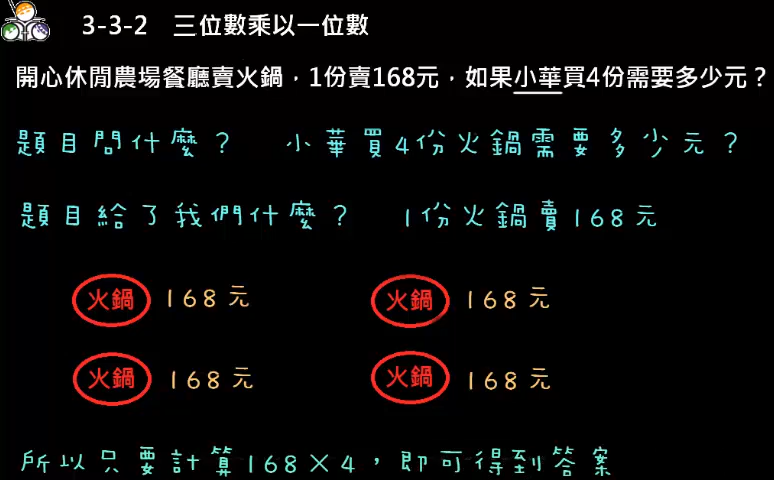 3-3-2 三位數乘以一位數
開心休閒農場餐廳賣火鍋，1份賣168元，如果小華買4份需要多少元？
題目問什麼？ 小華買4份火鍋需要多少元？
題目給了我們什麼？ 1份火鍋賣168元
火鍋 168元 火鍋 168元
火鍋 168元 火鍋 168元
所以只要計算168×4，即可得到答案